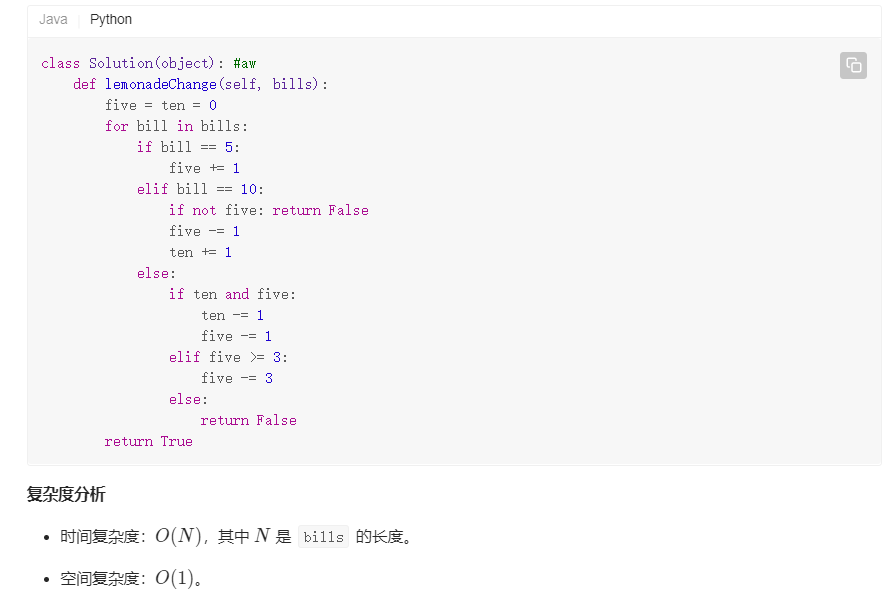 Java Python
class Solution(object): #aw
    def lemonadeChange(self, bills):
        five = ten = 0
        for bill in bills:
            if bill == 5:
                five += 1
            elif bill == 10:
                if not five: return False
                five -= 1
                ten += 1
            else:
                if ten and five:
                    ten -= 1
                    five -= 1
                elif five >= 3:
                    five -= 3
                else:
                    return False
        return True
复杂度分析
• 时间复杂度：O(N)，其中 N 是 bills 的长度。
• 空间复杂度：O(1)。